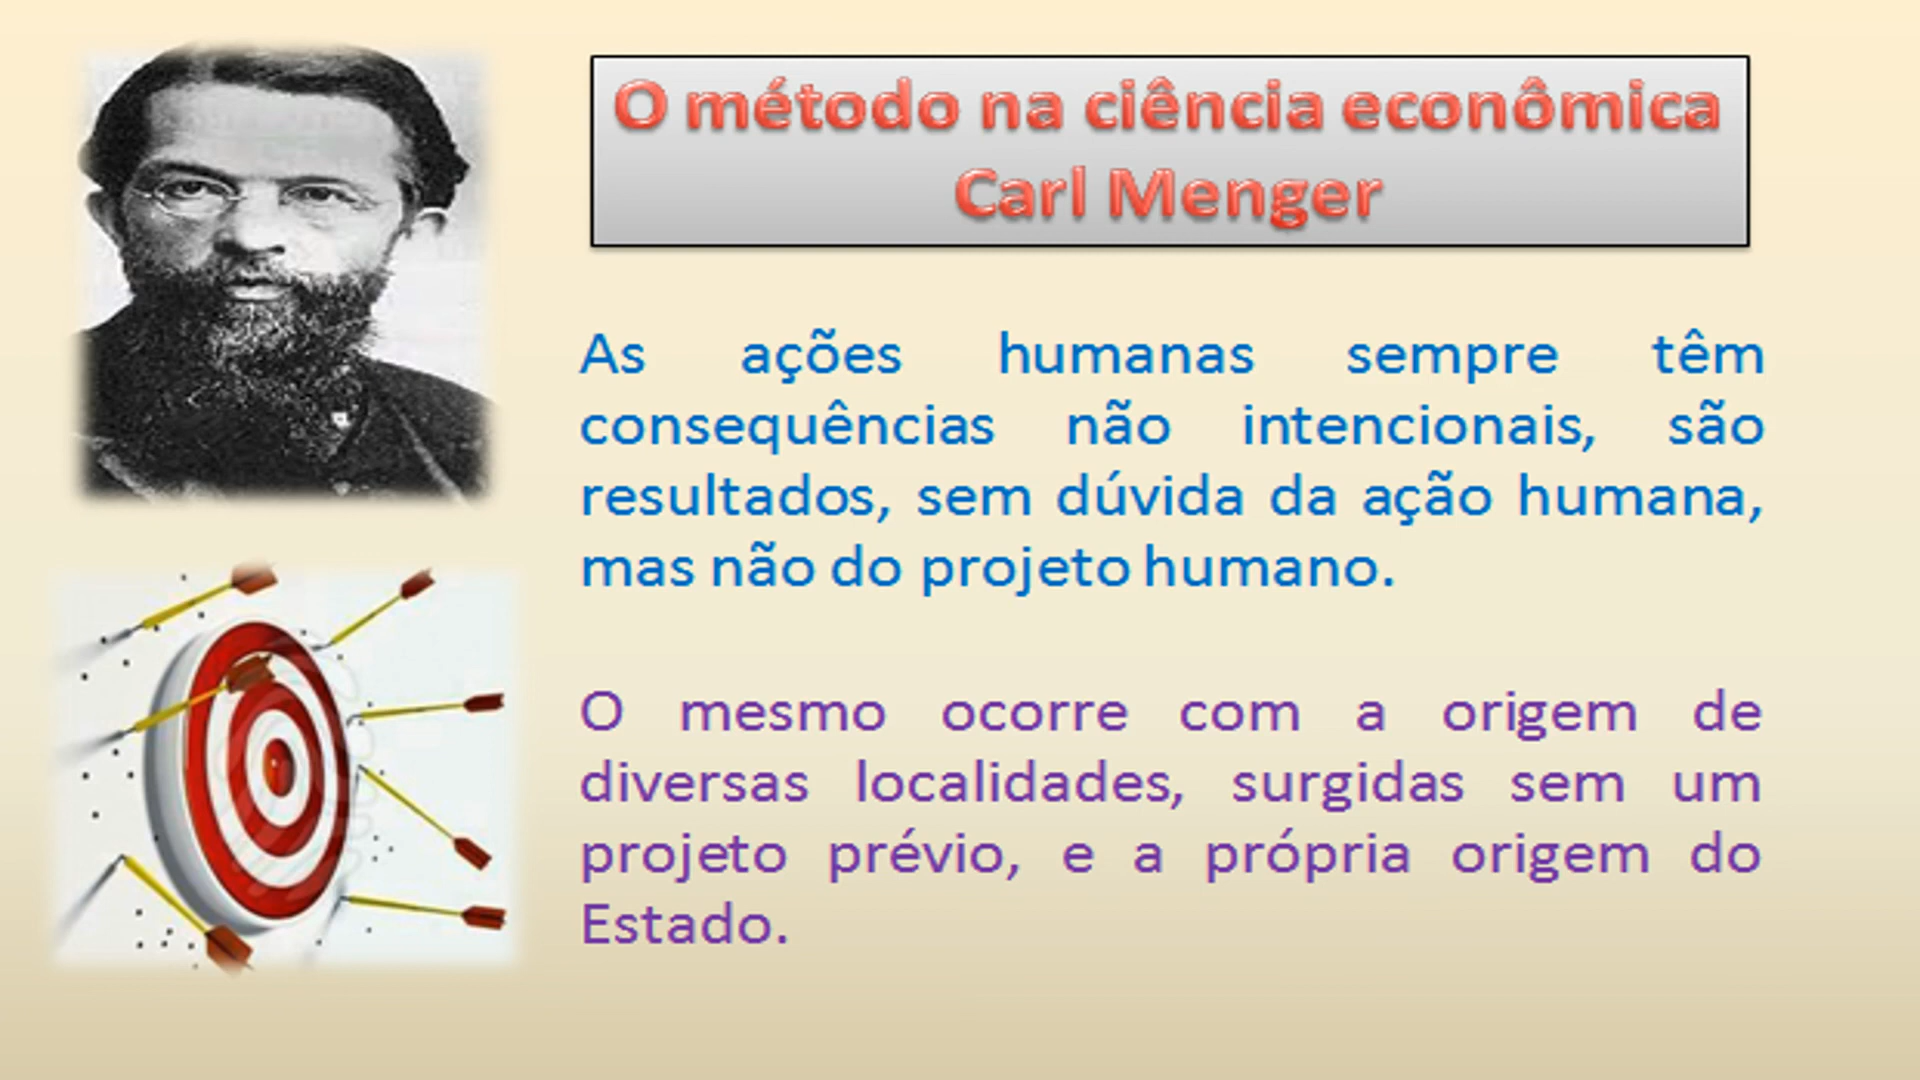 O método na ciência econômica
Carl Menger
As ações humanas sempre têm
consequências não intencionais, são
resultados, sem dúvida da ação humana,
mas não do projeto humano.
O mesmo ocorre com a origem de
diversas localidades, surgidas sem um
projeto prévio, e a própria origem do
Estado.